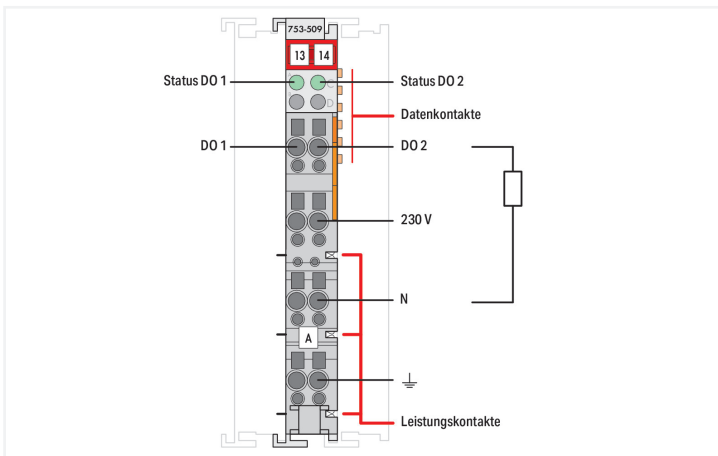 753-509
13 14
A C
Status DO 1
Status DO 2
D
Datenkontakte
DO 1
DO 2
230 V
N
A
Leistungskontakte